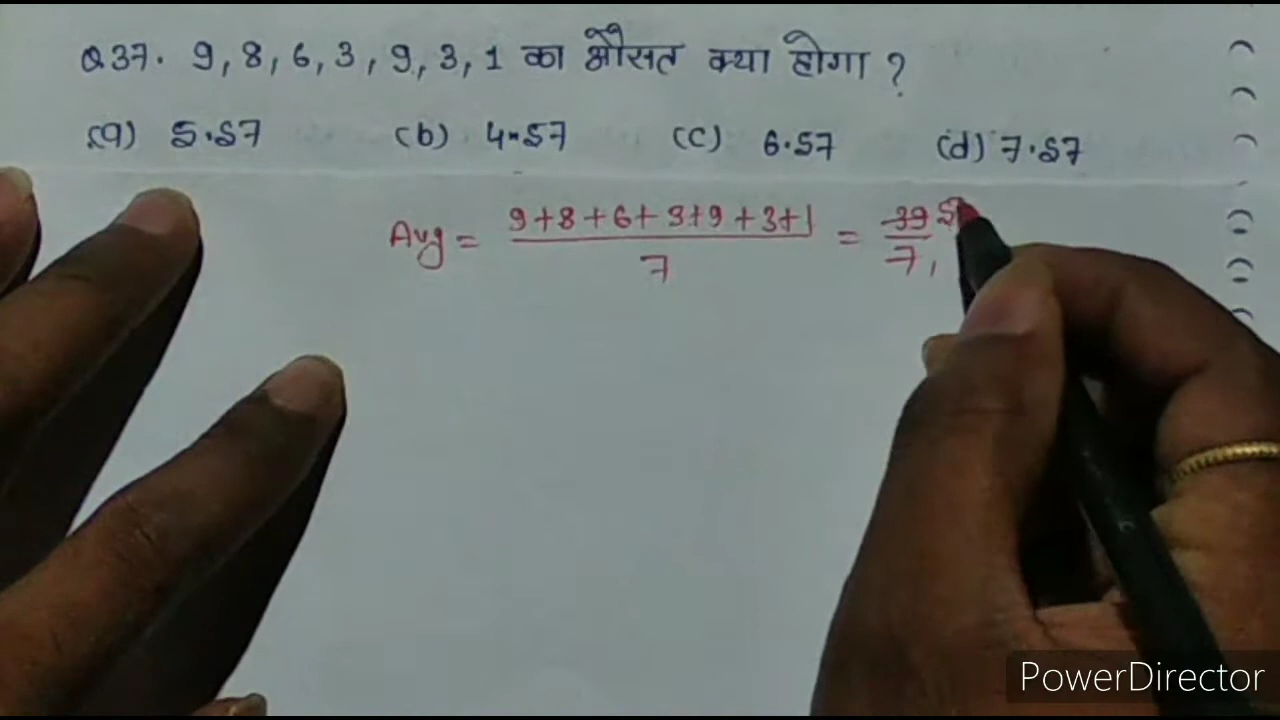 Q37. 9, 8, 6, 3, 9, 3, 1 का औसत क्या होगा ?
(a) 5.57 (b) 4.57 (c) 6.57 (d) 7.57
Avg = 9+8+6+3+9+3+1 / 7 = 39/7, 5
PowerDirector